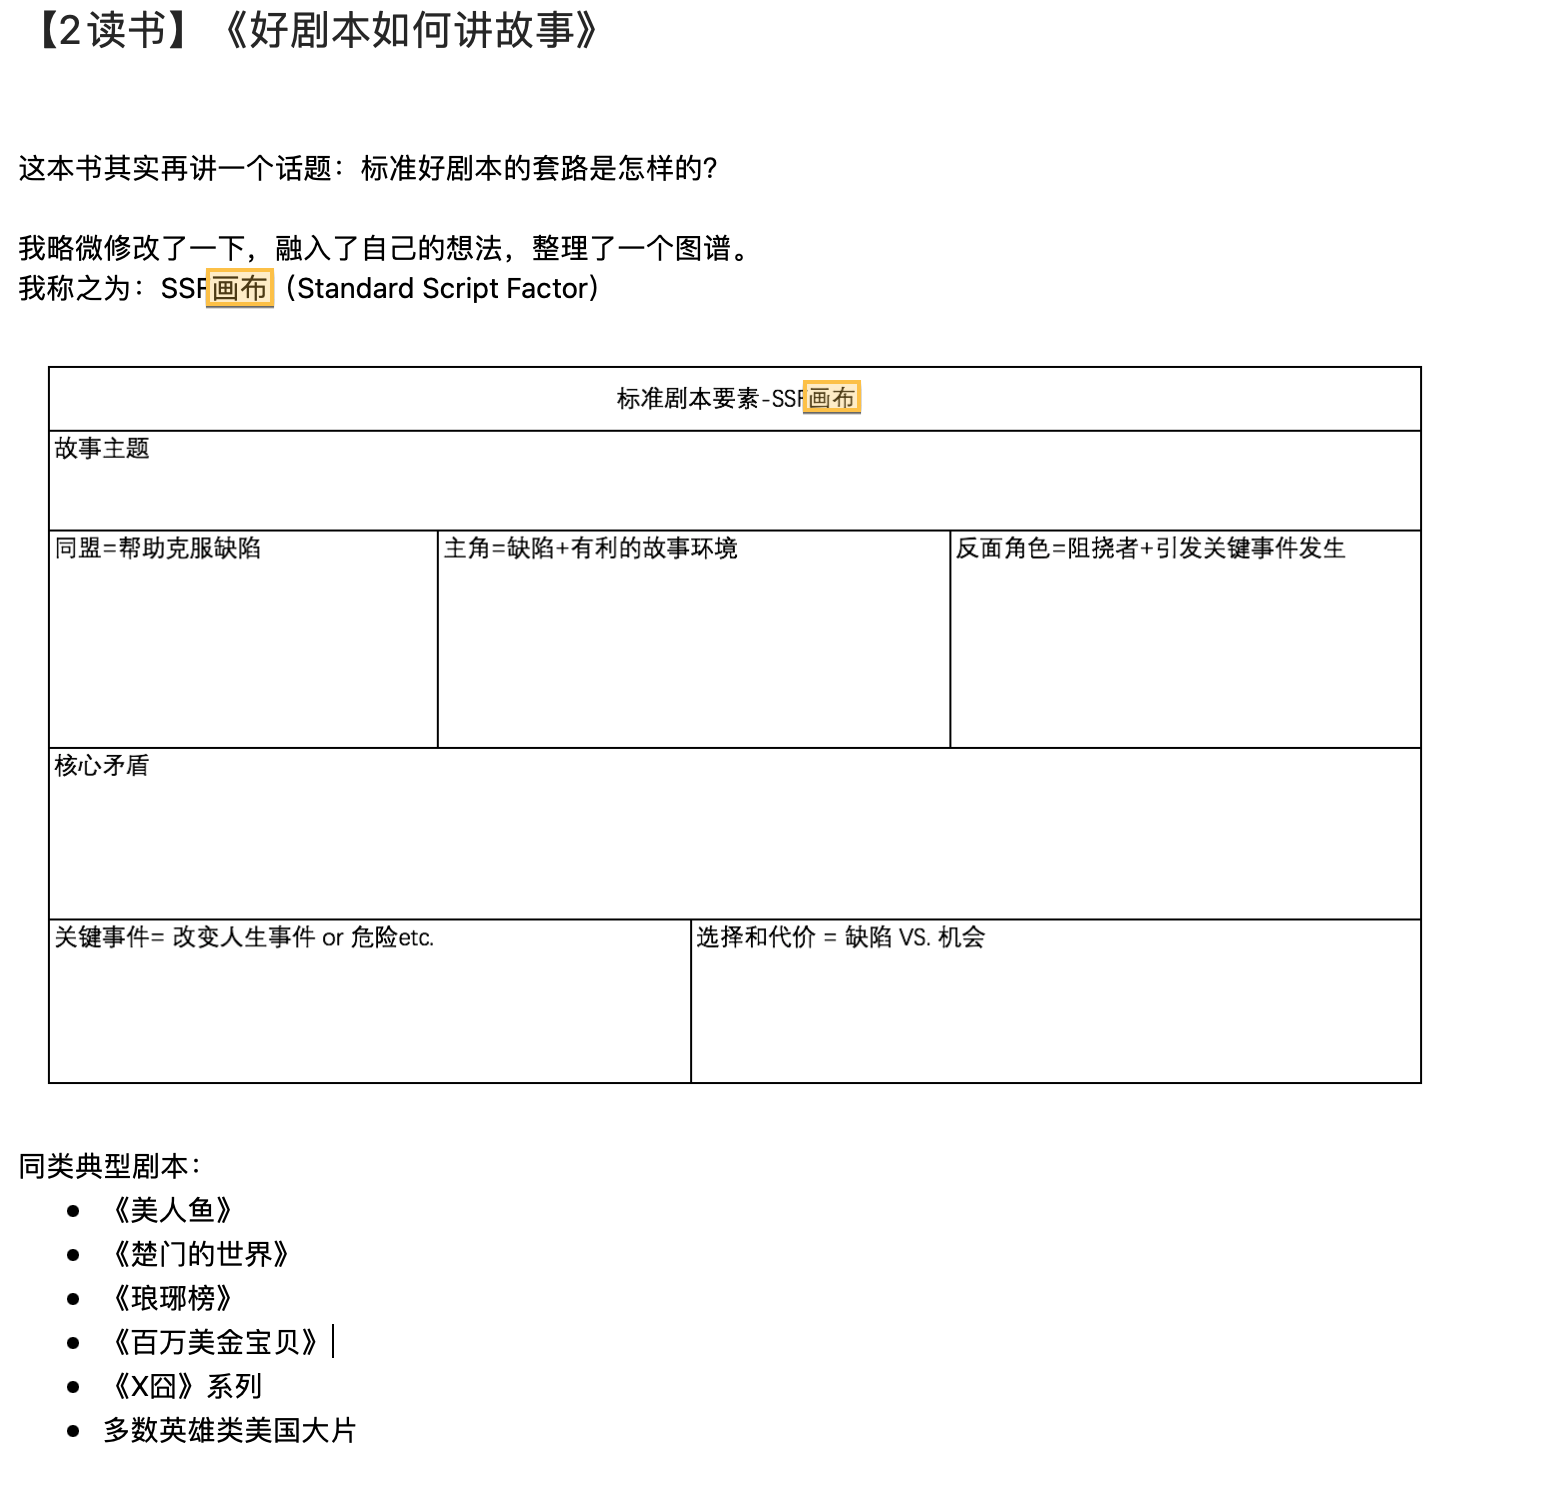 【2读书】《好剧本如何讲故事》
这本书其实再讲一个话题：标准好剧本的套路是怎样的？
我略微修改了一下，融入了自己的想法，整理了一个图谱。
我称之为：SSF画布（Standard Script Factor）
标准剧本要素-SSF画布
故事主题
同盟=帮助克服缺陷
主角=缺陷+有利的故事环境
反面角色=阻挠者+引发关键事件发生
核心矛盾
关键事件= 改变人生事件 or 危险etc.
选择和代价 = 缺陷 VS. 机会
同类典型剧本：
● 《美人鱼》
● 《楚门的世界》
● 《琅琊榜》
● 《百万美金宝贝》
● 《X囧》系列
● 多数英雄类美国大片